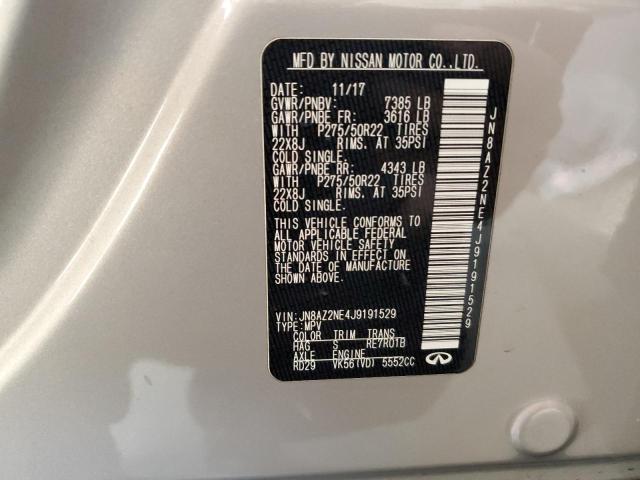 MFD BY NISSAN MOTOR CO.,LTD.
DATE: 11/17
GVWR/PNBV: 7385 LB
GAWR/PNBE FR: 3616 LB
WITH P275/50R22 TIRES
22X8J RIMS. AT 35PSI
COLD SINGLE.
GAWR/PNBE RR: 4343 LB
WITH P275/50R22 TIRES
22X8J RIMS. AT 35PSI
COLD SINGLE.
THIS VEHICLE CONFORMS TO
ALL APPLICABLE FEDERAL
MOTOR VEHICLE SAFETY
STANDARDS IN EFFECT ON
THE DATE OF MANUFACTURE
SHOWN ABOVE.
VIN: JN8AZ2NE4J9191529
TYPE: MPV
COLOR TRIM TRANS
HAG S RE7R01B
AXLE ENGINE
RD29 VK56(VD) 5552CC
JN8AZ2NE4J9191529
INFINITI